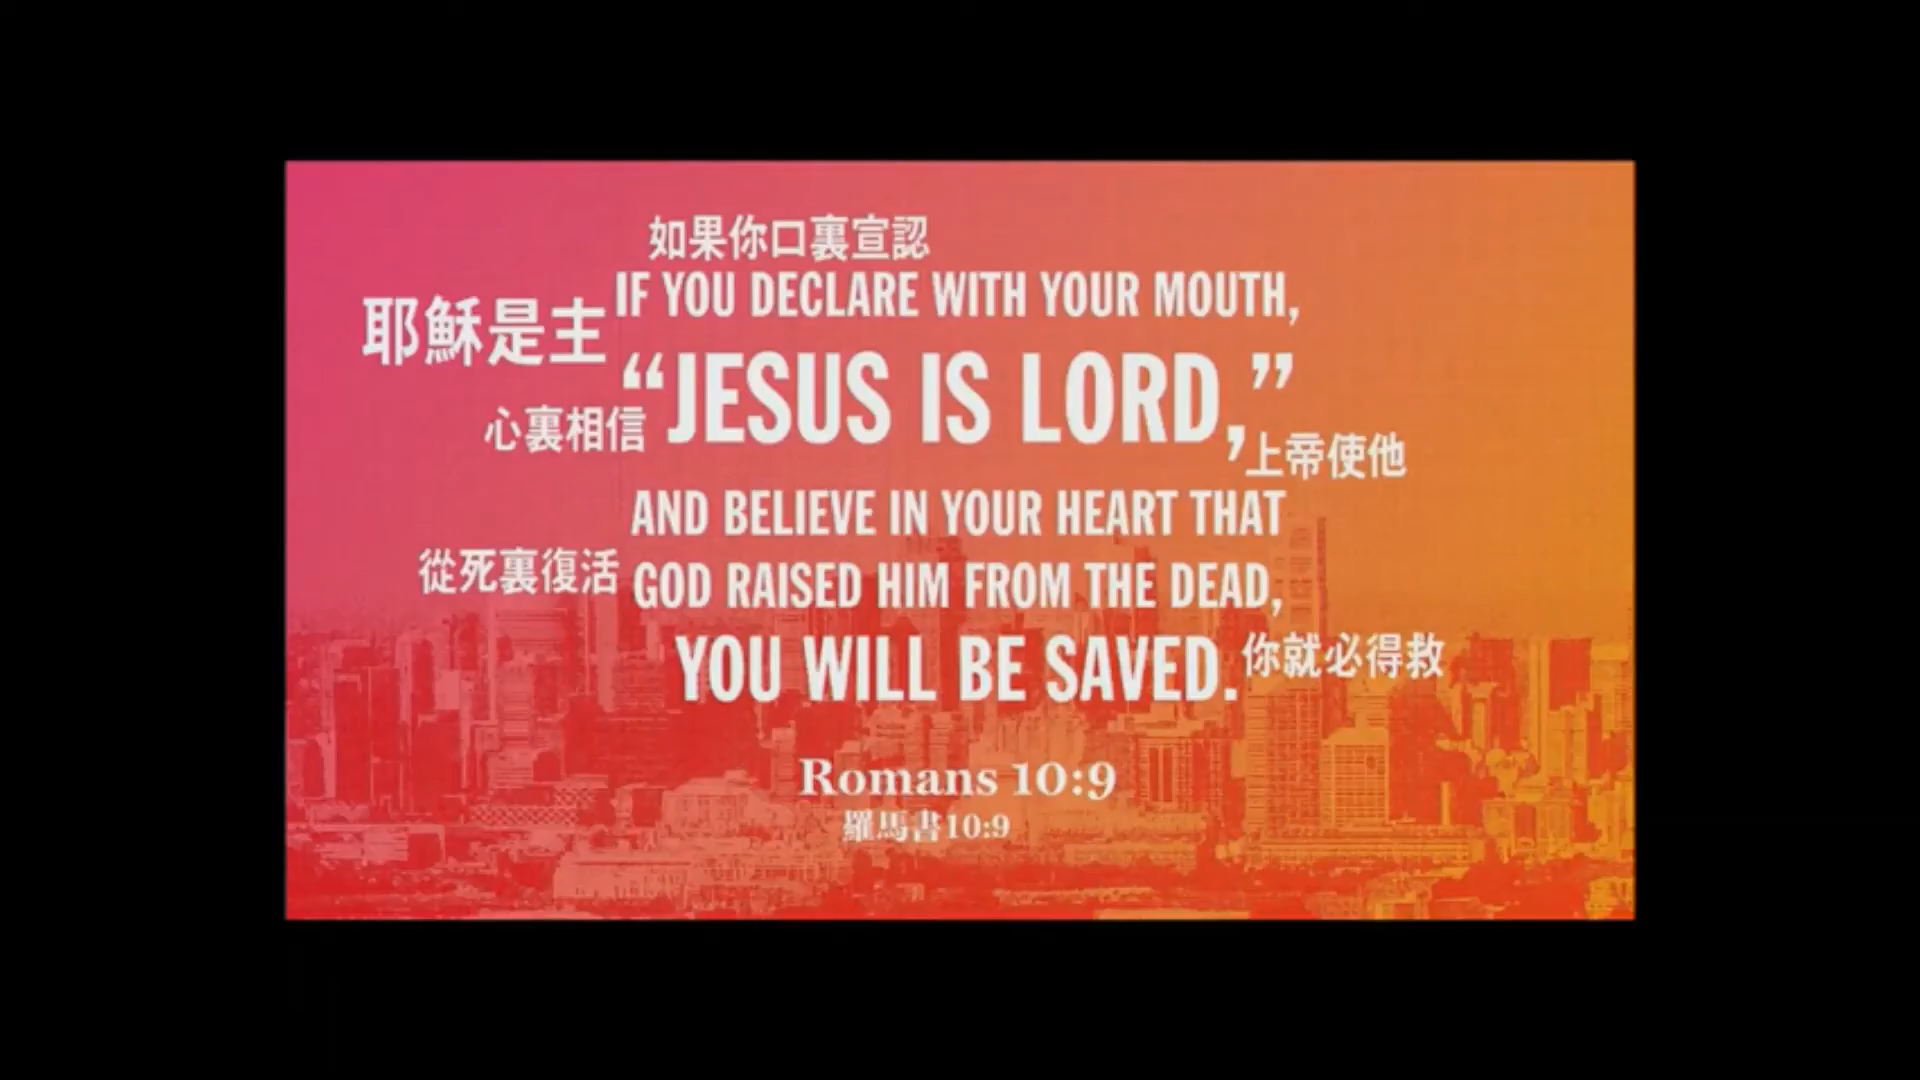 如果你口裏宣認
IF YOU DECLARE WITH YOUR MOUTH,
耶穌是主
“JESUS IS LORD,”
心裏相信
上帝使他
AND BELIEVE IN YOUR HEART THAT
從死裏復活
GOD RAISED HIM FROM THE DEAD,
YOU WILL BE SAVED.
你就必得救
Romans 10:9
羅馬書10:9